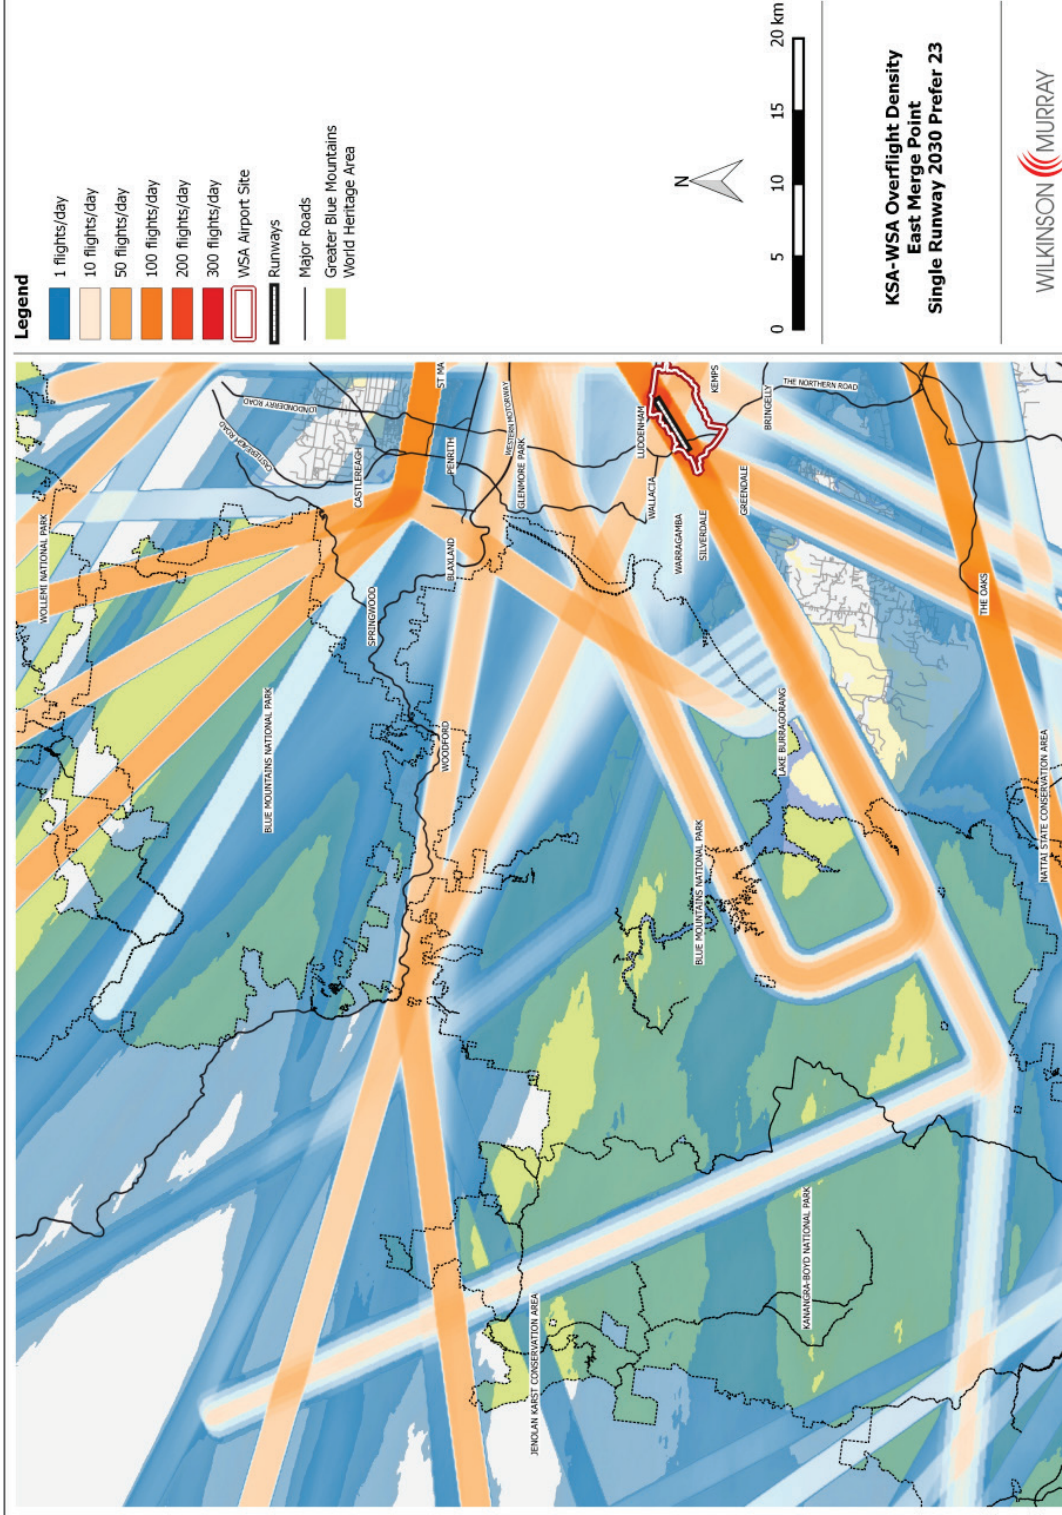 Legend
1 flights/day
10 flights/day
50 flights/day
100 flights/day
200 flights/day
300 flights/day
WSA Airport Site
Runways
Major Roads
Greater Blue Mountains
World Heritage Area
N
0 5 10 15 20 km
KSA-WSA Overflight Density
East Merge Point
Single Runway 2030 Prefer 23
WILKINSON MURRAY
WOLLEMI NATIONAL PARK
CASTLEREAGH ROAD
LONDONDERRY ROAD
CASTLEREAGH
ST MA
SPRINGWOOD
BLAXLAND
PENRITH
WESTERN MOTORWAY
GLENMORE PARK
BLUE MOUNTAINS NATIONAL PARK
WOODFORD
LUDDENHAM
WALLACIA
WARRAGAMBA
SILVERDALE
KEMPS
GREENDALE
BRINGELLY
THE NORTHERN ROAD
LAKE BURRAGORANG
BLUE MOUNTAINS NATIONAL PARK
THE OAKS
NATTAI STATE CONSERVATION AREA
JENOLAN KARST CONSERVATION AREA
KANANGRA-BOYD NATIONAL PARK